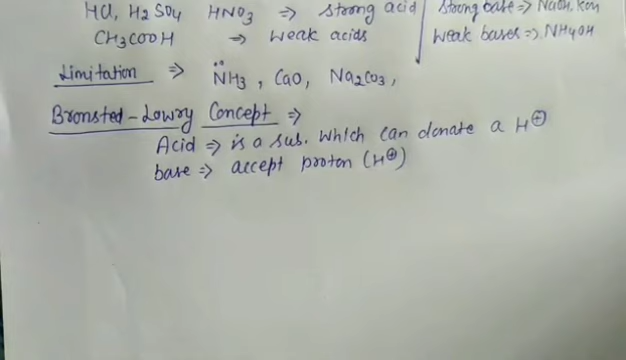 HCl, H2SO4 HNO3 ⇒ strong acid
CH3COOH ⇒ weak acids
Strong base ⇒ NaOH, KOH
weak bases ⇒ NH4OH
Limitation ⇒ N̈H3, CaO, Na2CO3,
Bronsted-Lowry Concept ⇒
Acid ⇒ is a sub. which can donate a H⊕
base ⇒ accept proton (H⊕)